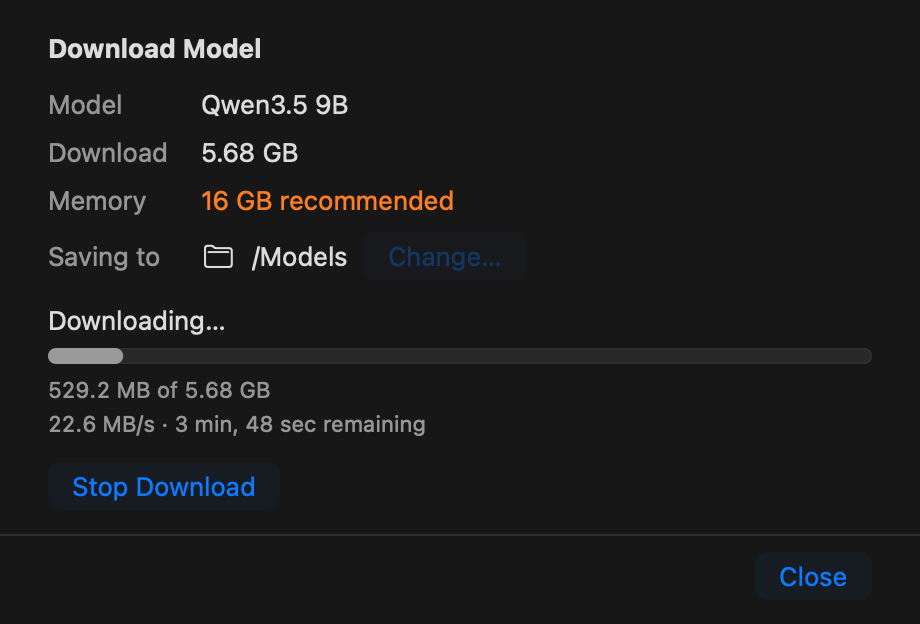 Download Model
Model Qwen3.5 9B
Download 5.68 GB
Memory 16 GB recommended
Saving to /Models Change...
Downloading...
529.2 MB of 5.68 GB
22.6 MB/s · 3 min, 48 sec remaining
Stop Download
Close